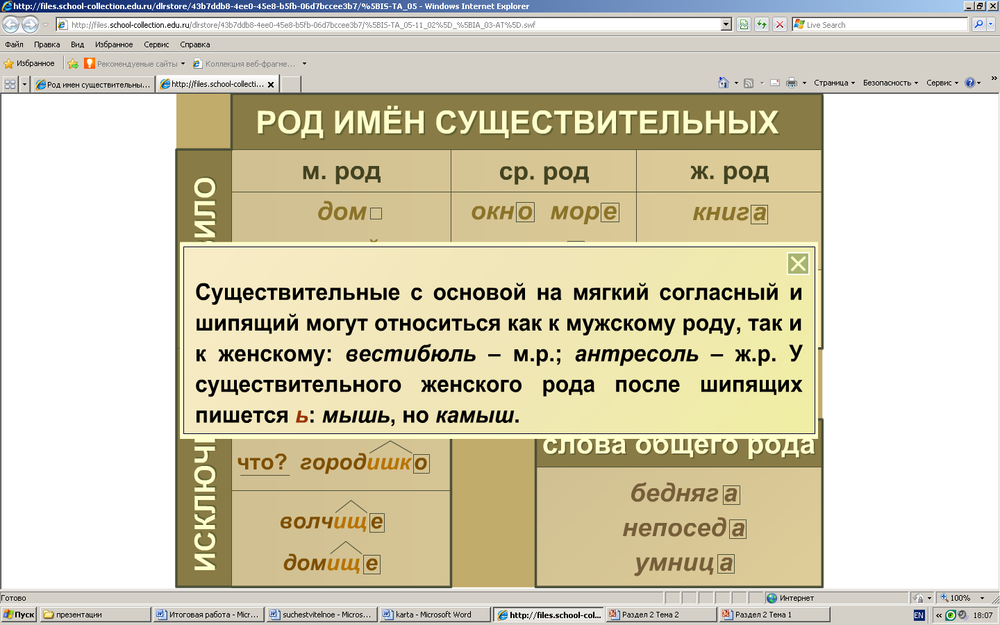 http://files.school-collection.edu.ru/dlrstore/43b7ddb8-4ee0-45e8-b5fb-06d7bccee3b7/%5BIS-TA_05 - Windows Internet Explorer
http://files.school-collection.edu.ru/dlrstore/43b7ddb8-4ee0-45e8-b5fb-06d7bccee3b7/%5BIS-TA_05-11_02%5D_%5BIA_03-AT%5D.swf
Live Search
Файл Правка Вид Избранное Сервис Справка
Избранное Рекомендуемые сайты Коллекция веб-фрагме...
Род имен существительны... http://files.school-collecti... Страница Безопасность Сервис »
РОД ИМЁН СУЩЕСТВИТЕЛЬНЫХ
м. род ср. род ж. род
дом окно море книга
Существительные с основой на мягкий согласный и
шипящий могут относиться как к мужскому роду, так и
к женскому: вестибюль – м.р.; антресоль – ж.р. У
существительного женского рода после шипящих
пишется ь: мышь, но камыш.
слова общего рода
что? городишко
волчище
домище
бедняга
непоседа
умница
Готово Интернет 100%
Пуск презентации Итоговая работа - Micr... suchestvitelnoe - Micros... karta - Microsoft Word http://files.school-col... Раздел 2 Тема 2 Раздел 2 Тема 1 EN « 18:07